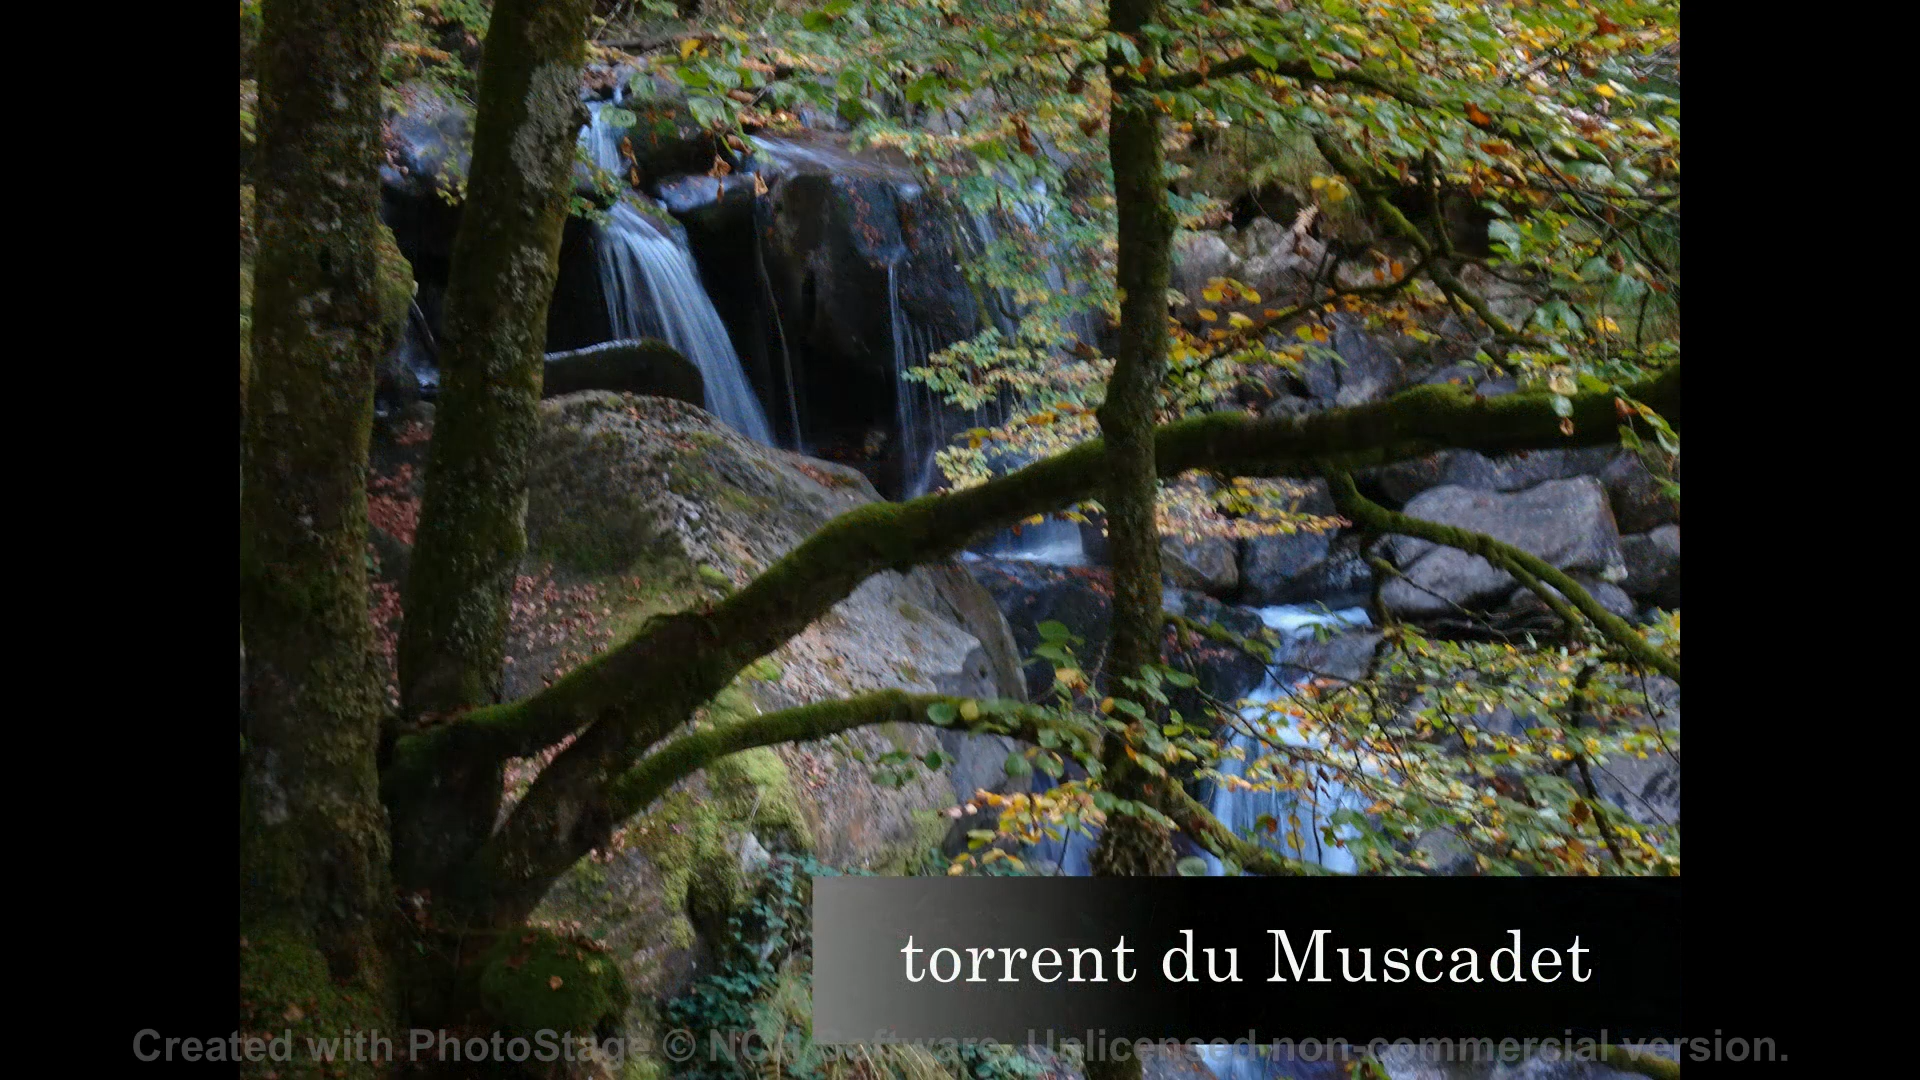 torrent du Muscadet
Created with PhotoStage © NCH Software. Unlicensed non-commercial version.